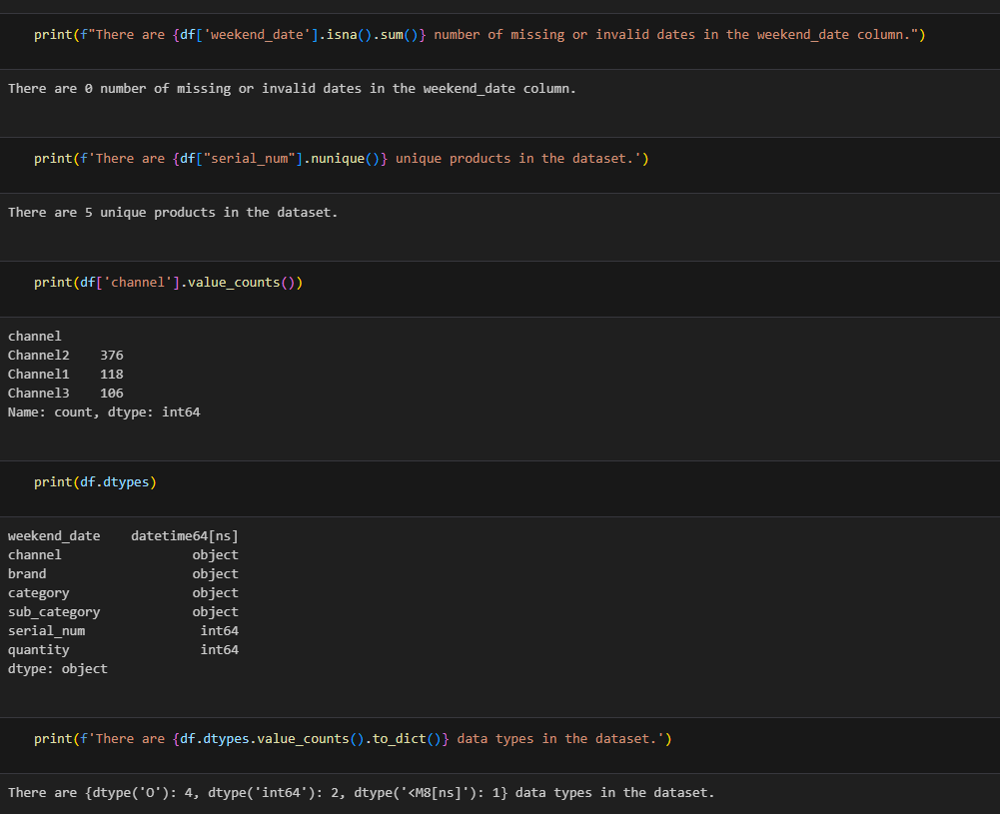 print(f"There are {df['weekend_date'].isna().sum()} number of missing or invalid dates in the weekend_date column.")
There are 0 number of missing or invalid dates in the weekend_date column.
print(f'There are {df["serial_num"].nunique()} unique products in the dataset.')
There are 5 unique products in the dataset.
print(df['channel'].value_counts())
channel
Channel2    376
Channel1    118
Channel3    106
Name: count, dtype: int64
print(df.dtypes)
weekend_date    datetime64[ns]
channel                 object
brand                   object
category                object
sub_category            object
serial_num               int64
quantity                 int64
dtype: object
print(f'There are {df.dtypes.value_counts().to_dict()} data types in the dataset.')
There are {dtype('O'): 4, dtype('int64'): 2, dtype('<M8[ns]'): 1} data types in the dataset.